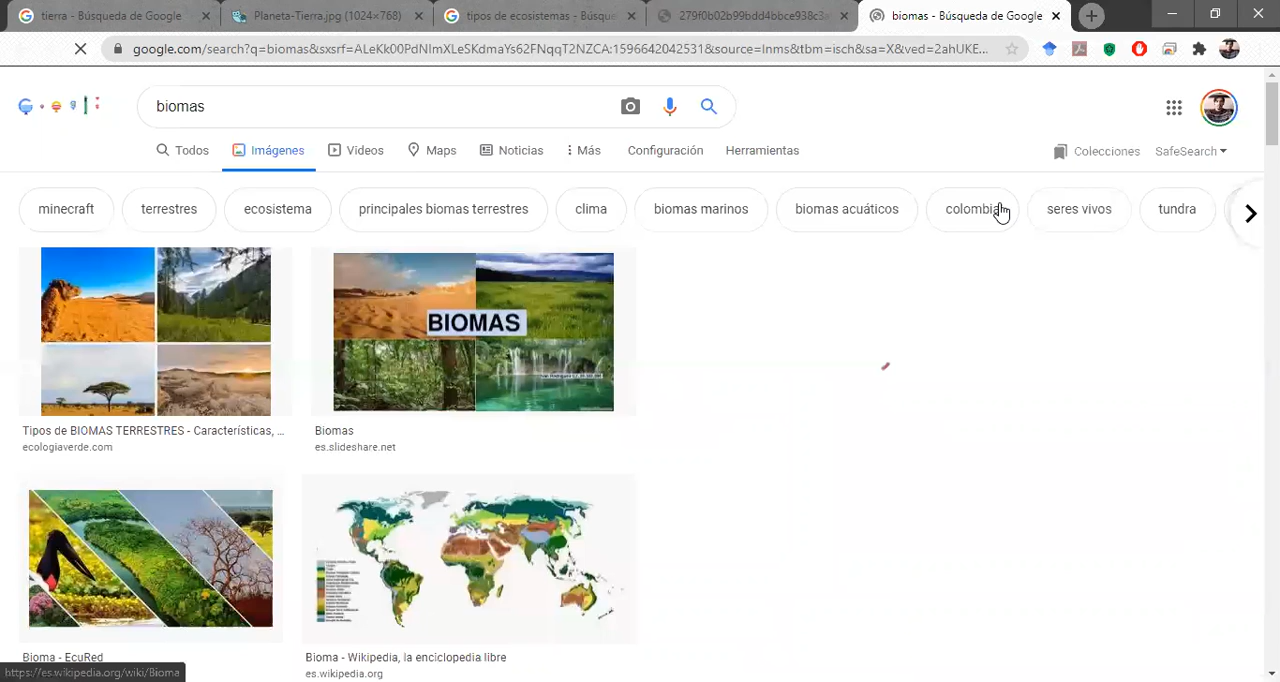 tierra - Búsqueda de Google
Planeta-Tierra.jpg (1024×768)
tipos de ecosistemas - Búsque
279f0b02b99bdd4bbce938c3a
biomas - Búsqueda de Google
google.com/search?q=biomas&sxsrf=ALeKk00PdNImXLeSKdmaYs62FNqqT2NZCA:1596642042531&source=lnms&tbm=isch&sa=X&ved=2ahUKE...
biomas
Todos
Imágenes
Videos
Maps
Noticias
Más
Configuración
Herramientas
Colecciones
SafeSearch
minecraft
terrestres
ecosistema
principales biomas terrestres
clima
biomas marinos
biomas acuáticos
colombia
seres vivos
tundra
BIOMAS
Tipos de BIOMAS TERRESTRES - Características, ...
ecologiaverde.com
Biomas
es.slideshare.net
Bioma - EcuRed
Bioma - Wikipedia, la enciclopedia libre
es.wikipedia.org
https://es.wikipedia.org/wiki/Bioma